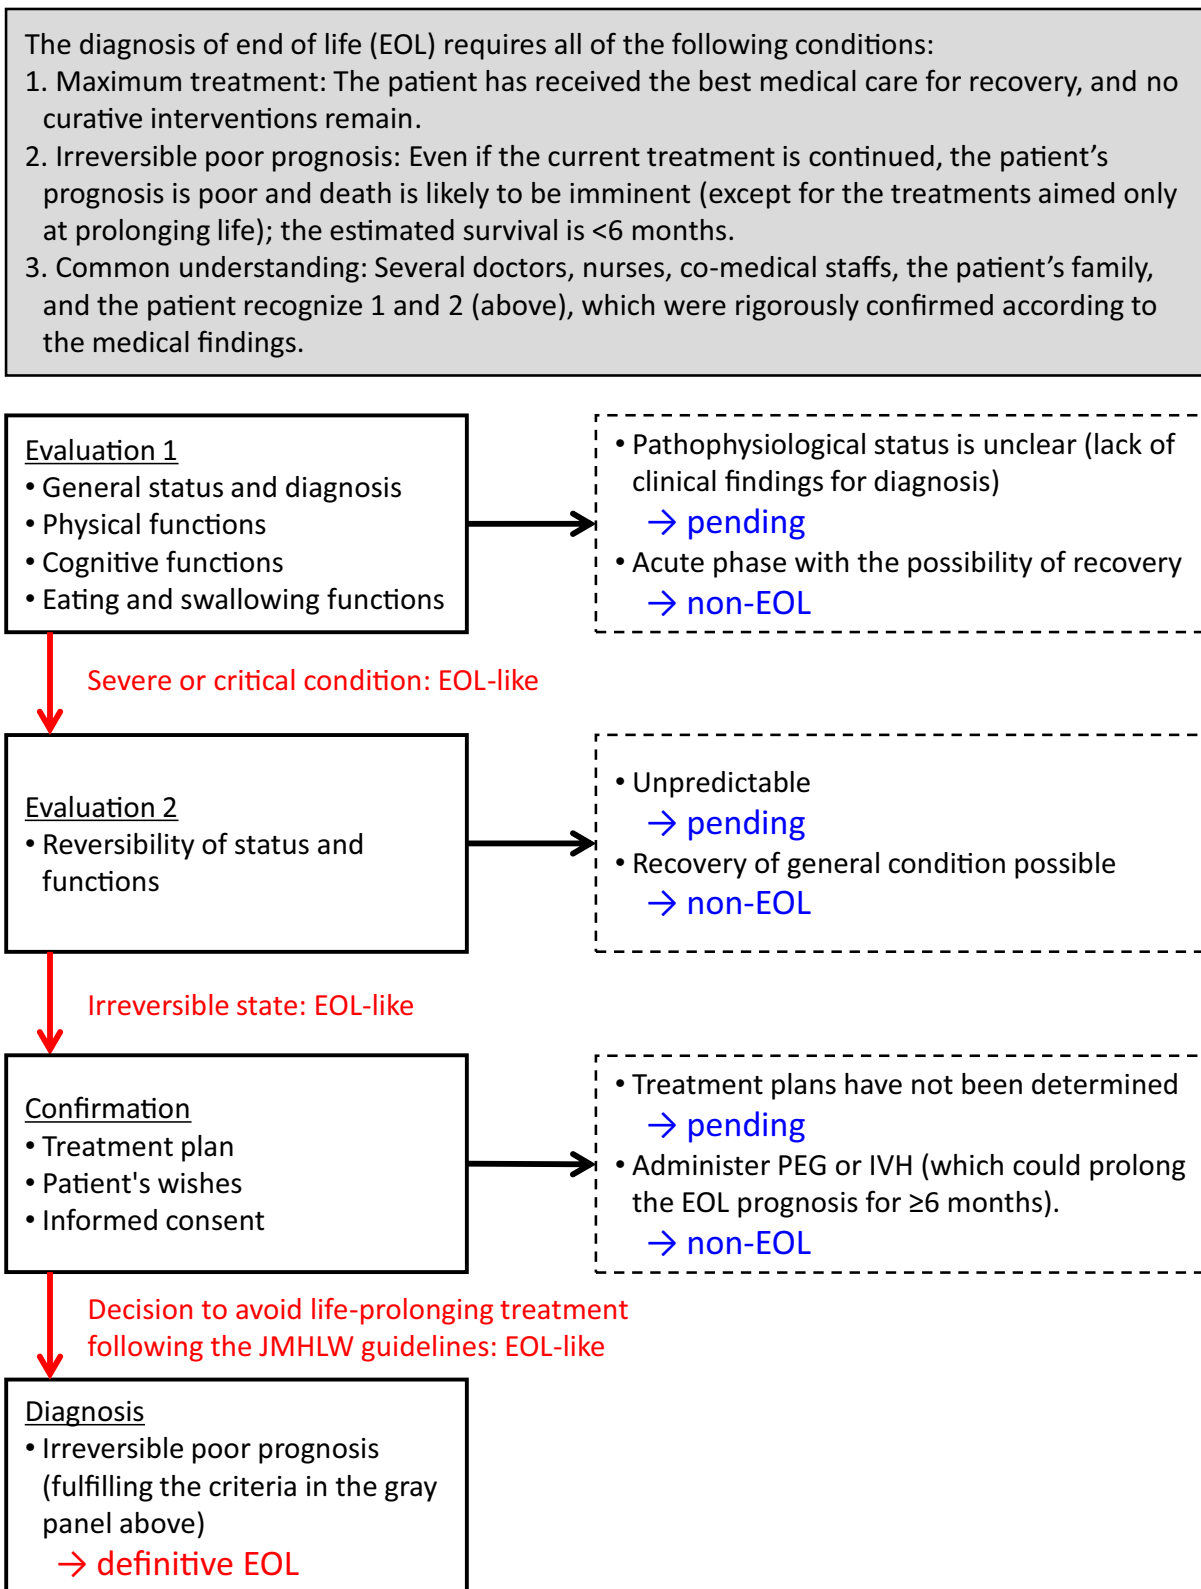 The diagnosis of end of life (EOL) requires all of the following conditions:
1. Maximum treatment: The patient has received the best medical care for recovery, and no
curative interventions remain.
2. Irreversible poor prognosis: Even if the current treatment is continued, the patient's
prognosis is poor and death is likely to be imminent (except for the treatments aimed only
at prolonging life); the estimated survival is <6 months.
3. Common understanding: Several doctors, nurses, co-medical staffs, the patient's family,
and the patient recognize 1 and 2 (above), which were rigorously confirmed according to
the medical findings.
Evaluation 1
• General status and diagnosis
• Physical functions
• Cognitive functions
• Eating and swallowing functions
• Pathophysiological status is unclear (lack of
clinical findings for diagnosis)
→ pending
• Acute phase with the possibility of recovery
→ non-EOL
Severe or critical condition: EOL-like
Evaluation 2
• Reversibility of status and
functions
• Unpredictable
→ pending
• Recovery of general condition possible
→ non-EOL
Irreversible state: EOL-like
Confirmation
• Treatment plan
• Patient's wishes
• Informed consent
• Treatment plans have not been determined
→ pending
• Administer PEG or IVH (which could prolong
the EOL prognosis for ≥6 months).
→ non-EOL
Decision to avoid life-prolonging treatment
following the JMHLW guidelines: EOL-like
Diagnosis
• Irreversible poor prognosis
(fulfilling the criteria in the gray
panel above)
→ definitive EOL